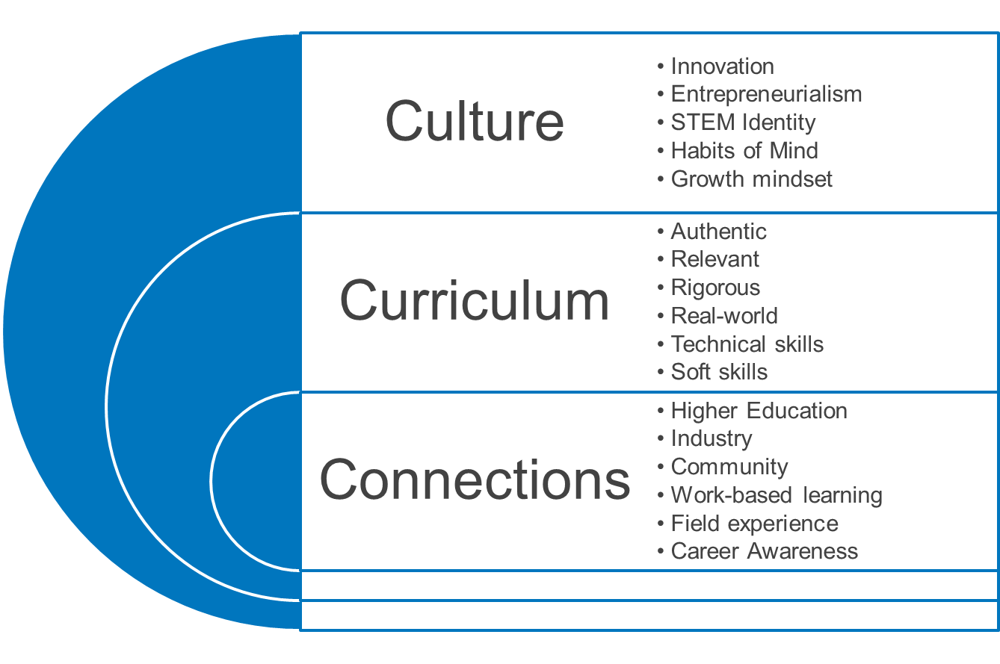 Culture
• Innovation
• Entrepreneurialism
• STEM Identity
• Habits of Mind
• Growth mindset
Curriculum
• Authentic
• Relevant
• Rigorous
• Real-world
• Technical skills
• Soft skills
Connections
• Higher Education
• Industry
• Community
• Work-based learning
• Field experience
• Career Awareness